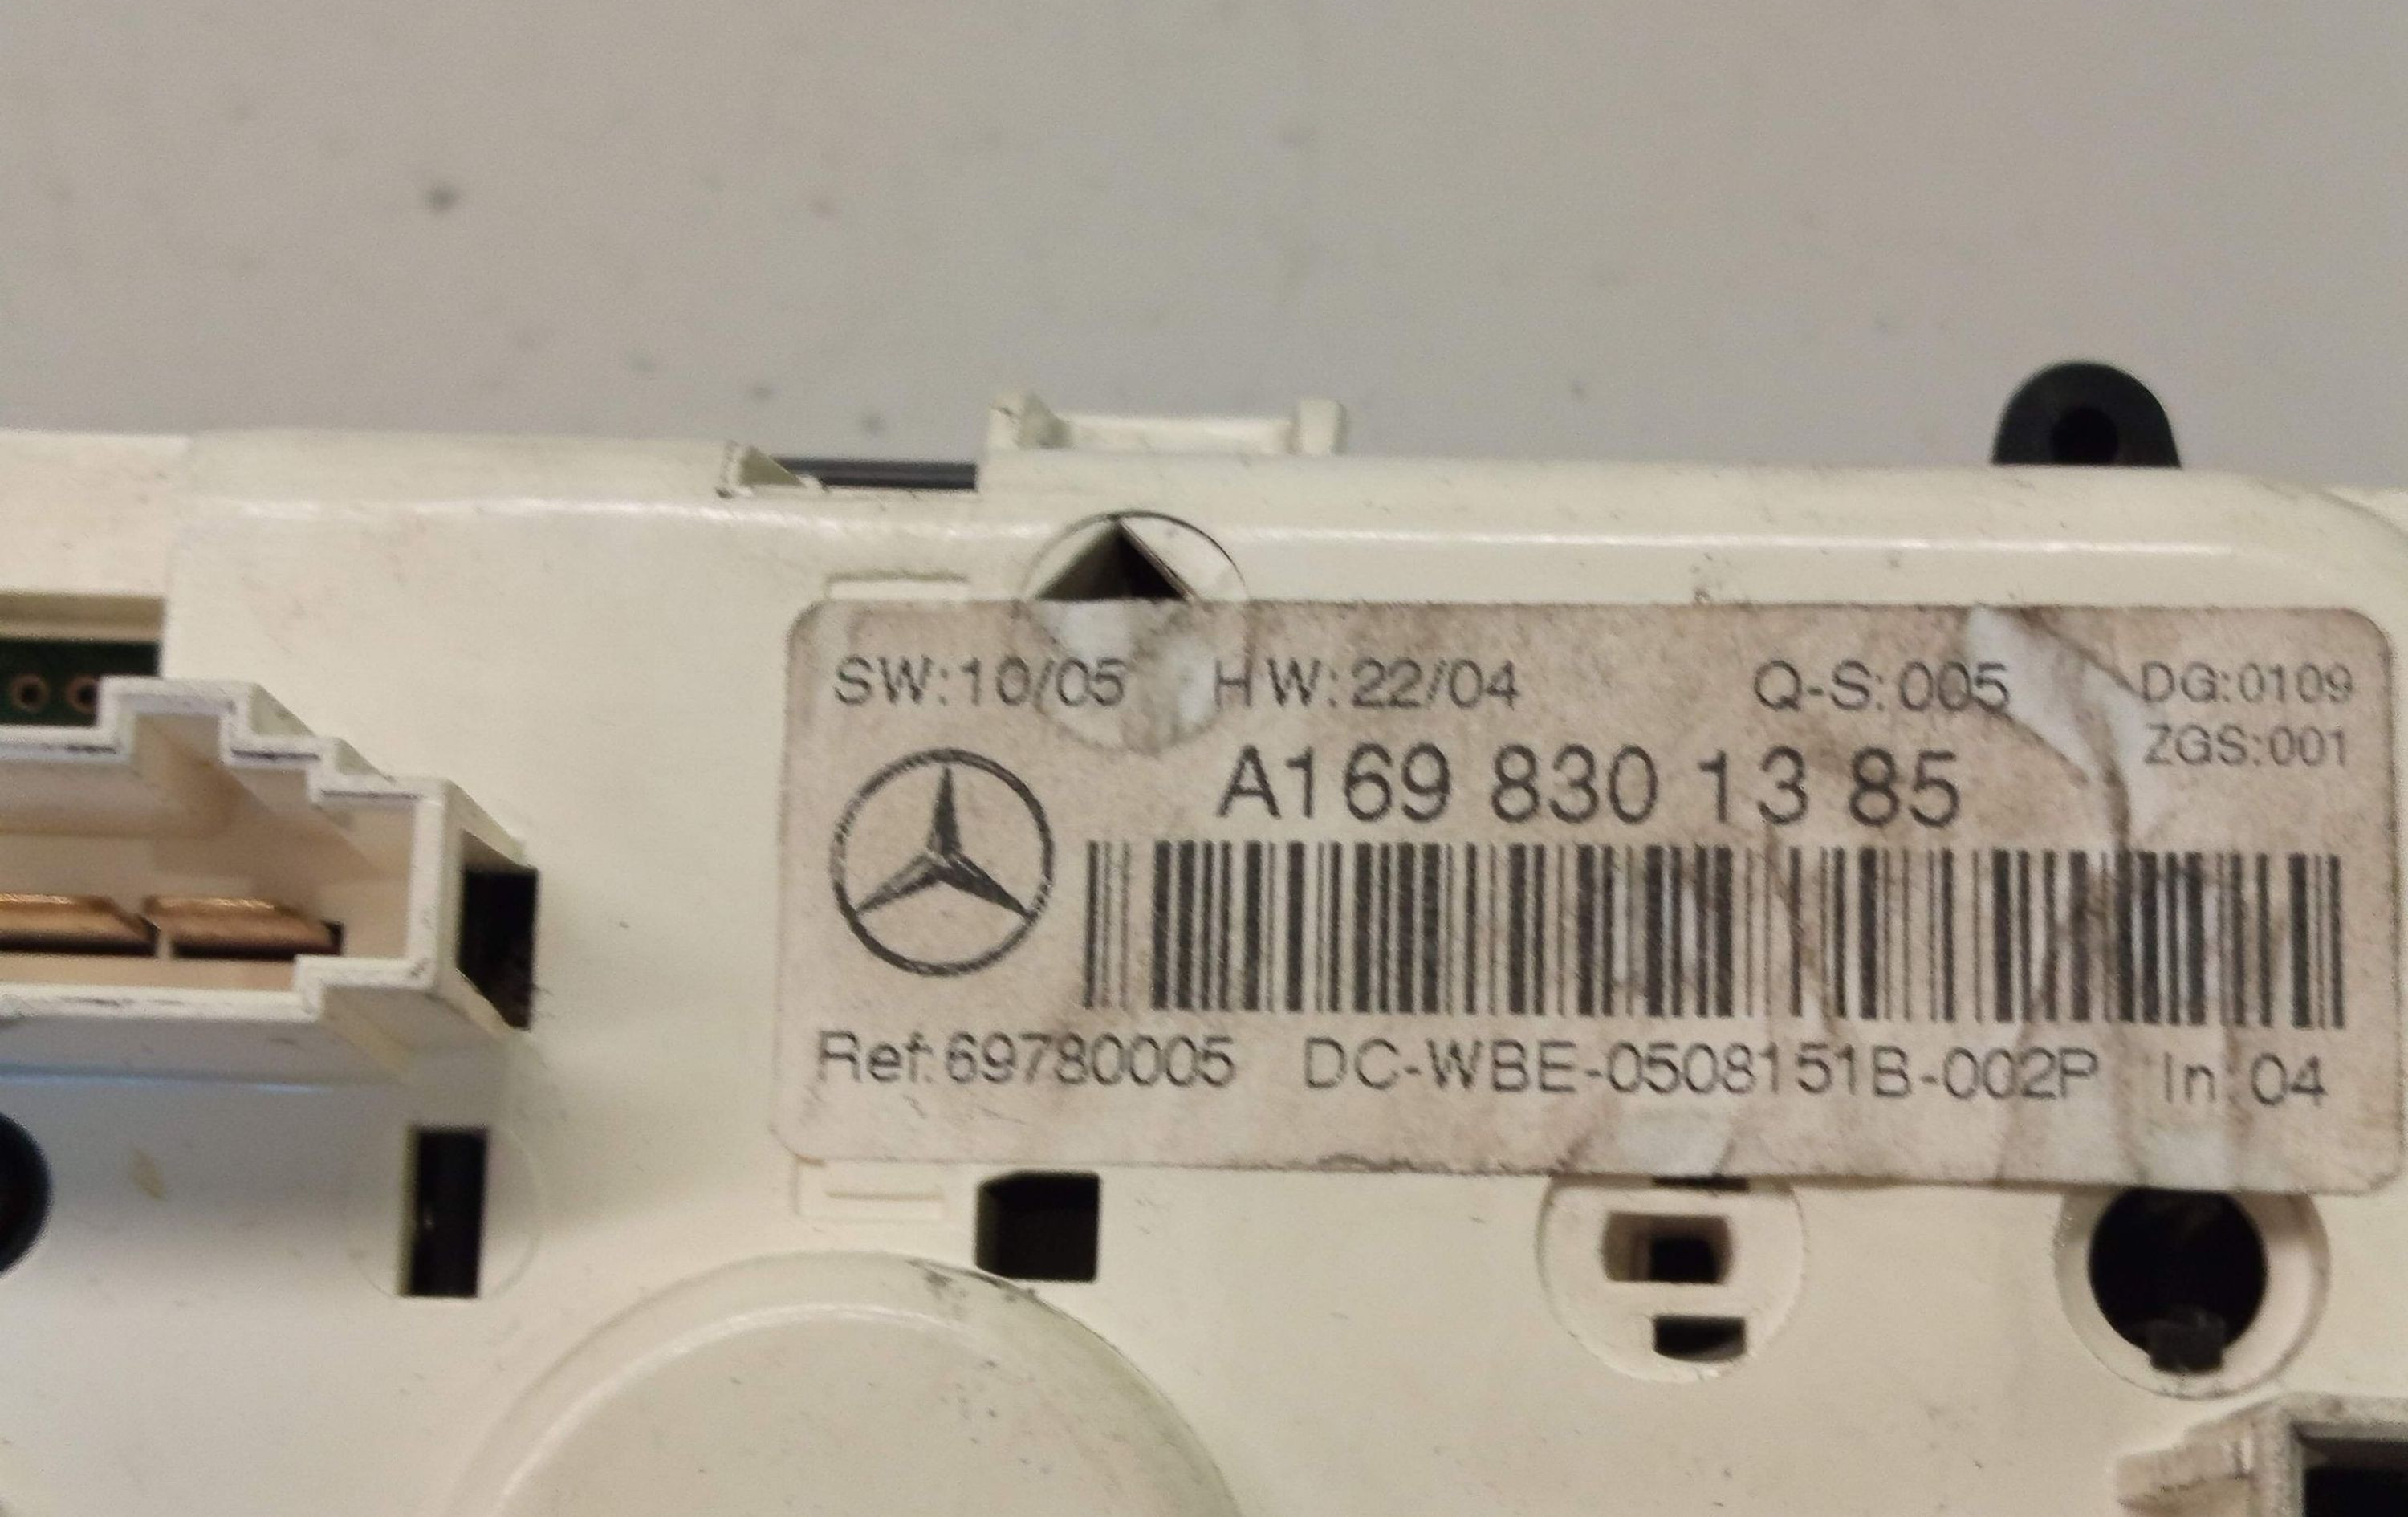 SW:10/05 HW:22/04 Q-S:005 DG:0109
ZGS:001
A169 830 13 85
Ref:69780005 DC-WBE-0508151B-002P In:04